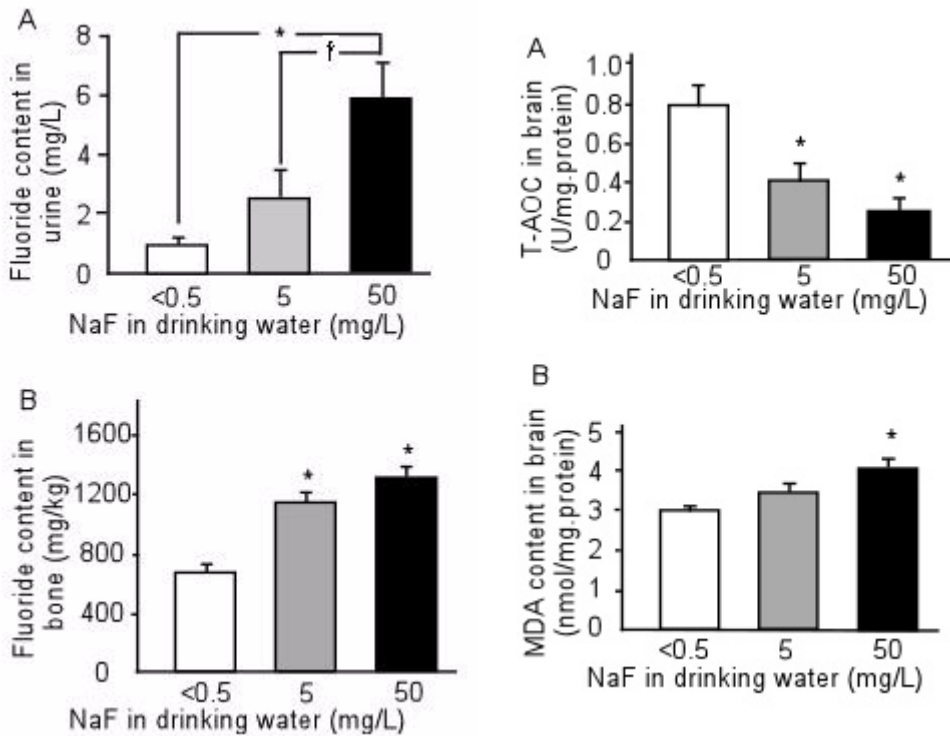 A
Fluoride content in
urine (mg/L)
8
6
4
2
0
*
†
<0.5 5 50
NaF in drinking water (mg/L)
A
T-AOC in brain
(U/mg.protein)
1.0
0.8
0.6
0.4
0.2
0
*
*
<0.5 5 50
NaF in drinking water (mg/L)
B
Fluoride content in
bone (mg/kg)
1600
1200
800
400
0
*
*
<0.5 5 50
NaF in drinking water (mg/L)
B
MDA content in brain
(nmol/mg.protein)
5
4
3
2
1
0
*
<0.5 5 50
NaF in drinking water (mg/L)